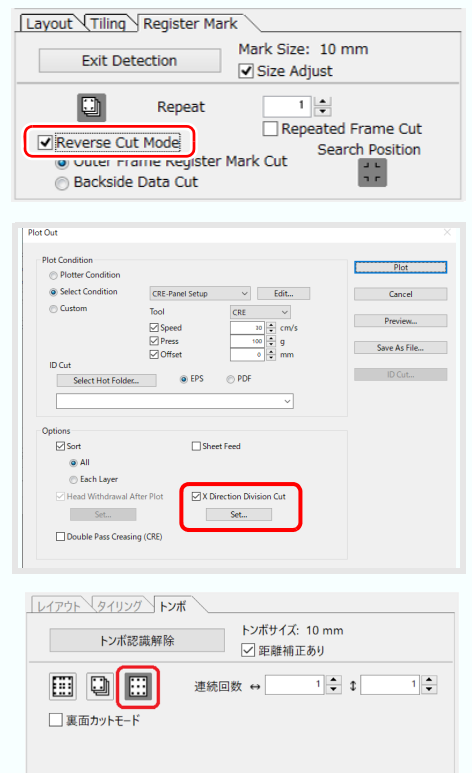 Layout Tiling Register Mark
Exit Detection
Mark Size: 10 mm
Size Adjust
Repeat 1
Repeated Frame Cut
Reverse Cut Mode
Search Position
Outer Frame Register Mark Cut
Backside Data Cut
Plot Out
Plot Condition
Plotter Condition
Plot
Select Condition CRE-Panel Setup Edit...
Cancel
Custom Tool CRE
Speed 30 cm/s
Preview...
Press 100 g
Save As File...
Offset 0 mm
ID Cut
ID Cut...
Select Hot Folder... EPS PDF
Options
Sort Sheet Feed
All
Each Layer
Head Withdrawal After Plot X Direction Division Cut
Set... Set...
Double Pass Creasing (CRE)
レイアウト タイリング トンボ
トンボ認識解除
トンボサイズ: 10 mm
距離補正あり
連続回数 ↔ 1 ↕ 1
裏面カットモード